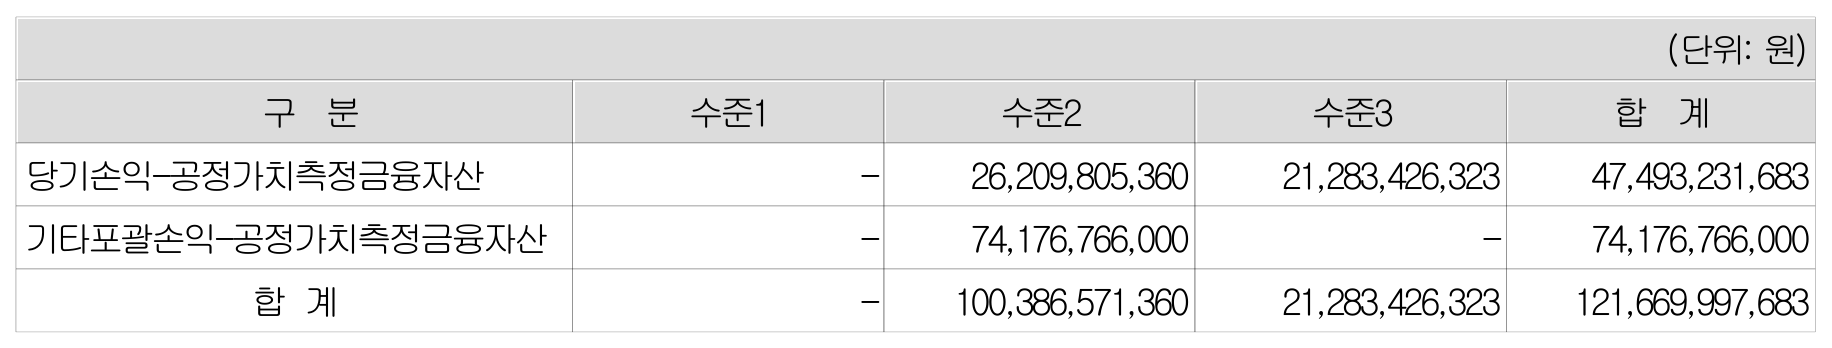 (단위: 원)
구 분 수준1 수준2 수준3 합 계
당기손익-공정가치측정금융자산 - 26,209,805,360 21,283,426,323 47,493,231,683
기타포괄손익-공정가치측정금융자산 - 74,176,766,000 - 74,176,766,000
합 계 - 100,386,571,360 21,283,426,323 121,669,997,683